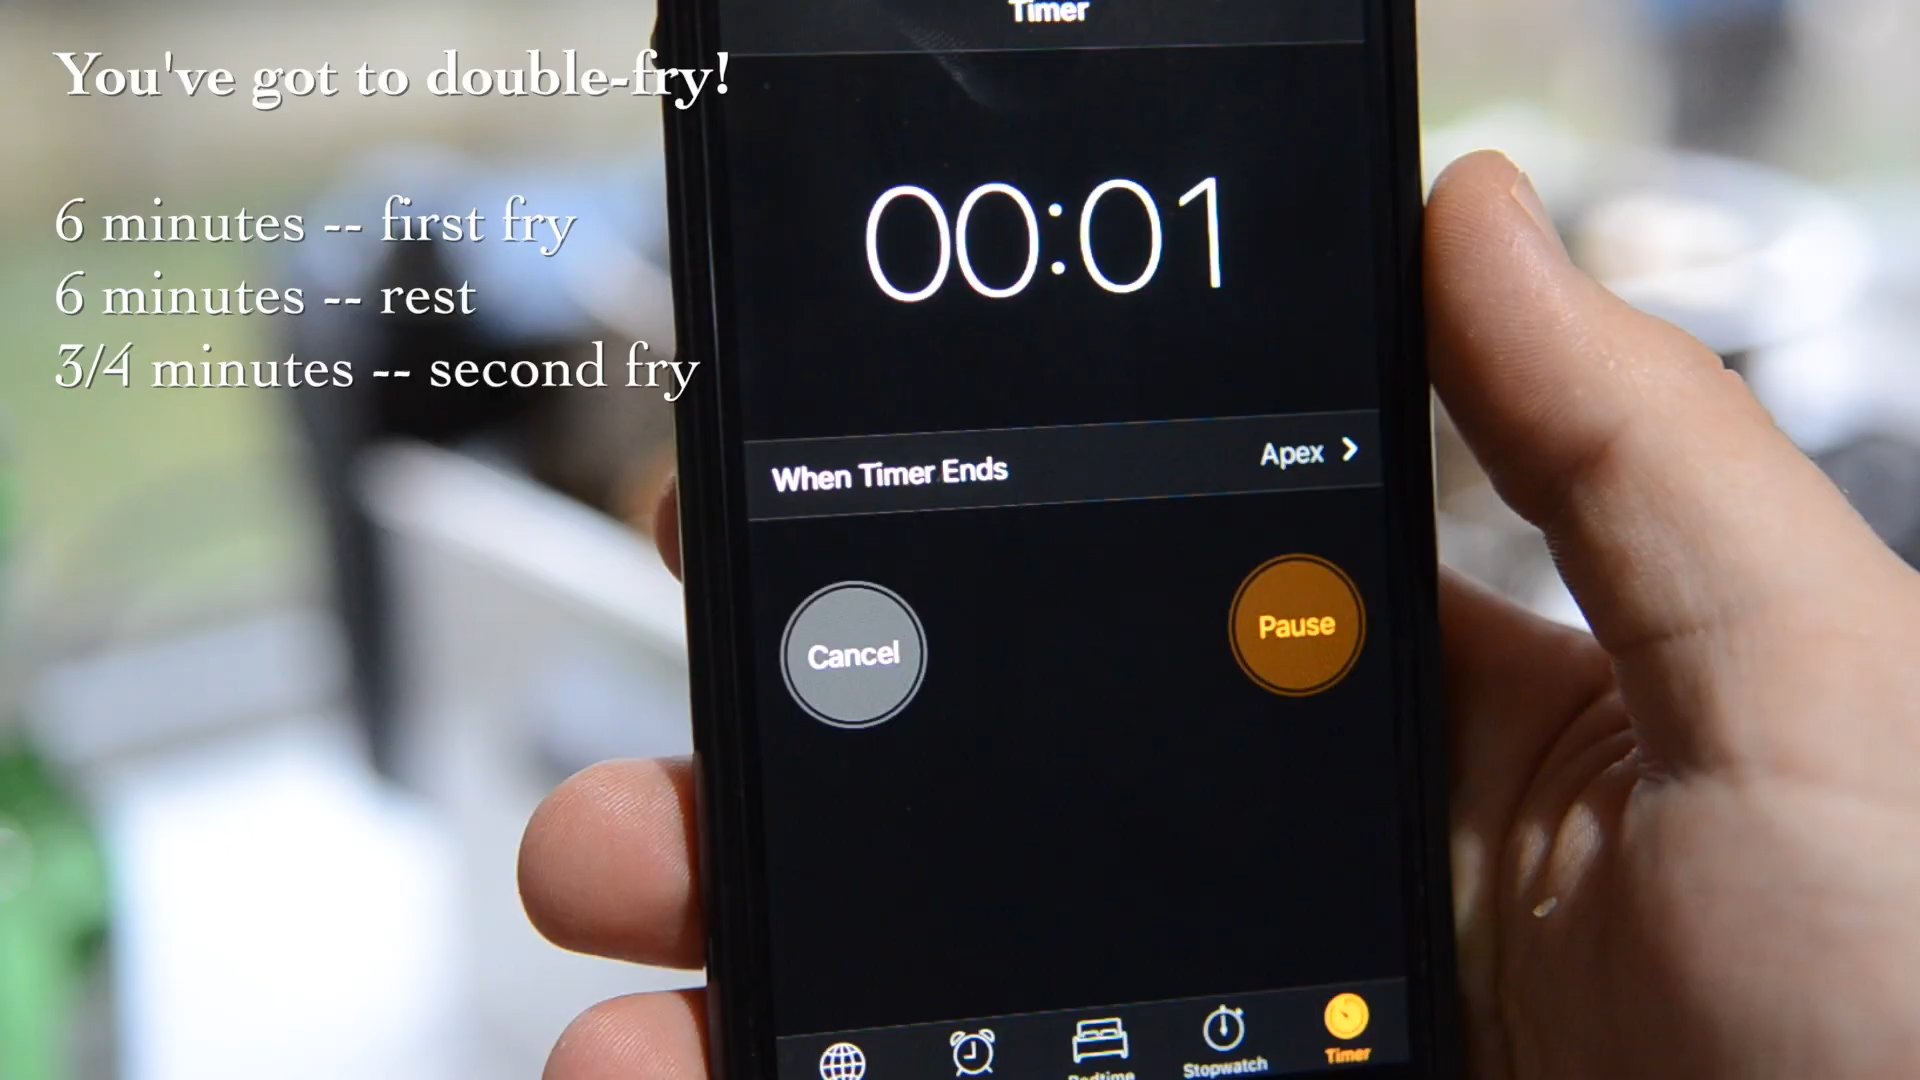 You've got to double-fry!
6 minutes -- first fry
6 minutes -- rest
3/4 minutes -- second fry
Timer
00:01
When Timer Ends Apex
Cancel Pause
Bedtime Stopwatch Timer